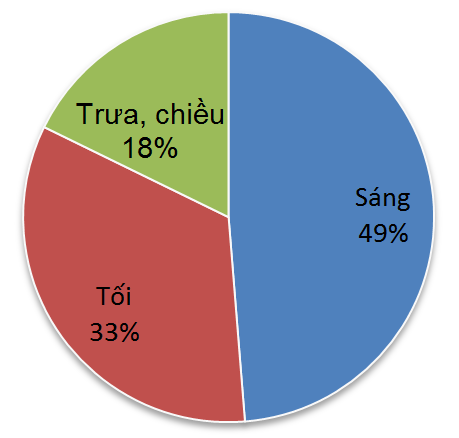 Trưa, chiều
18%
Sáng
49%
Tối
33%